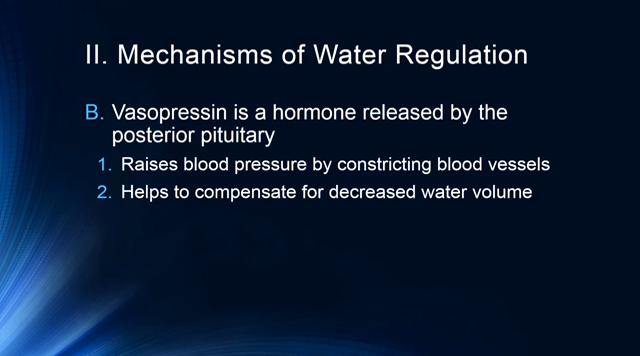 II. Mechanisms of Water Regulation
B. Vasopressin is a hormone released by the
posterior pituitary
1. Raises blood pressure by constricting blood vessels
2. Helps to compensate for decreased water volume